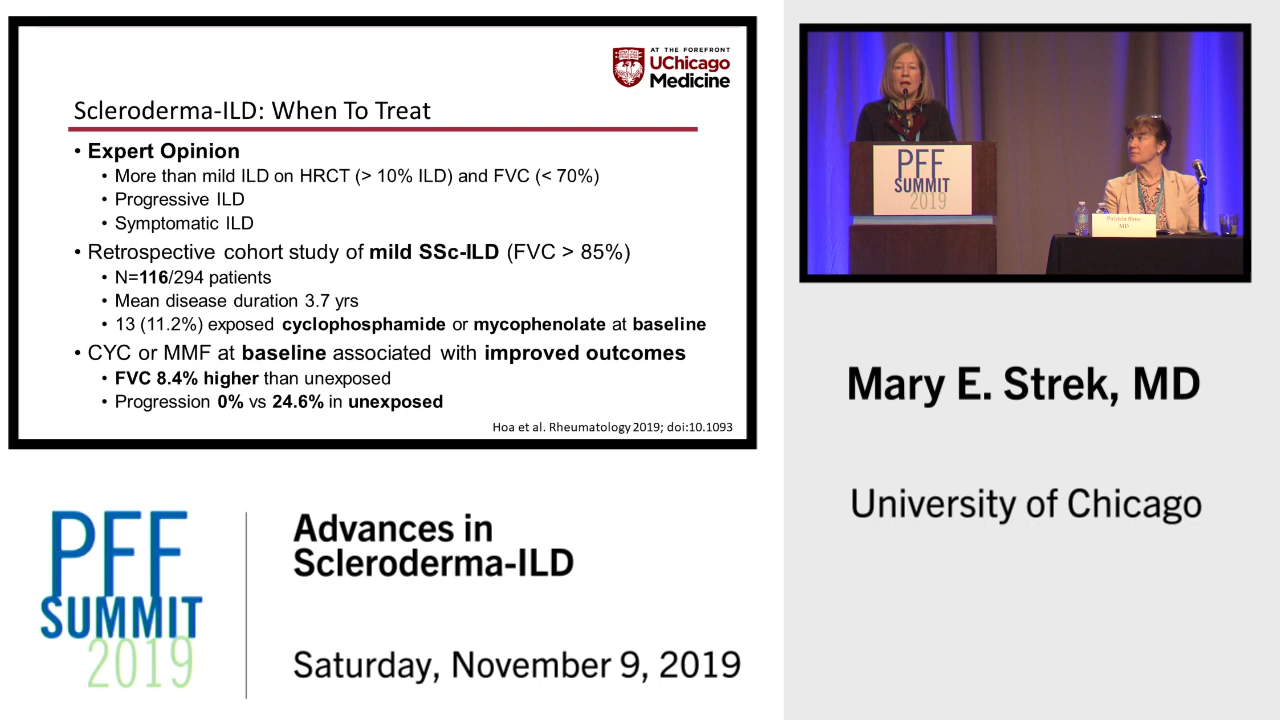 AT THE FOREFRONT
UChicago
Medicine
Scleroderma-ILD: When To Treat
• Expert Opinion
• More than mild ILD on HRCT (> 10% ILD) and FVC (< 70%)
• Progressive ILD
• Symptomatic ILD
• Retrospective cohort study of mild SSc-ILD (FVC > 85%)
• N=116/294 patients
• Mean disease duration 3.7 yrs
• 13 (11.2%) exposed cyclophosphamide or mycophenolate at baseline
• CYC or MMF at baseline associated with improved outcomes
• FVC 8.4% higher than unexposed
• Progression 0% vs 24.6% in unexposed
Hoa et al. Rheumatology 2019; doi:10.1093
PFF
SUMMIT
2019
Advances in
Scleroderma-ILD
Saturday, November 9, 2019
PFF
SUMMIT
2019
MD
Mary E. Strek, MD
University of Chicago